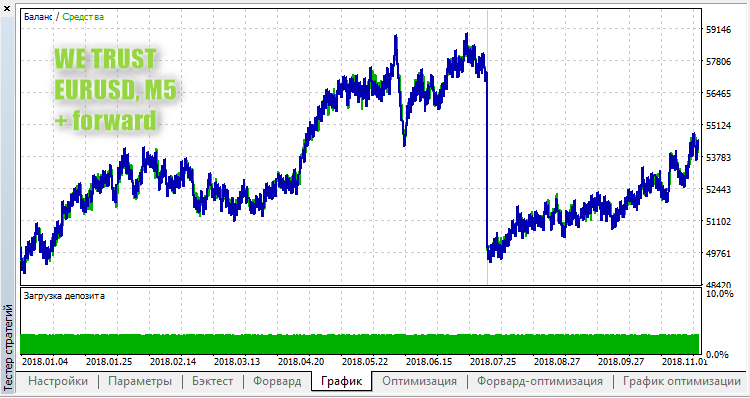 Баланс / Средства
WE TRUST
EURUSD, M5
+ forward
59146
57806
56465
55124
53783
52443
51102
49761
48420
Загрузка депозита
10.0%
0.0%
2018.01.04 2018.01.25 2018.02.14 2018.03.13 2018.04.20 2018.05.22 2018.06.15 2018.07.25 2018.08.27 2018.09.27 2018.11.01
Тестер стратегий
Настройки Параметры Бэктест Форвард График Оптимизация Форвард-оптимизация График оптимизации